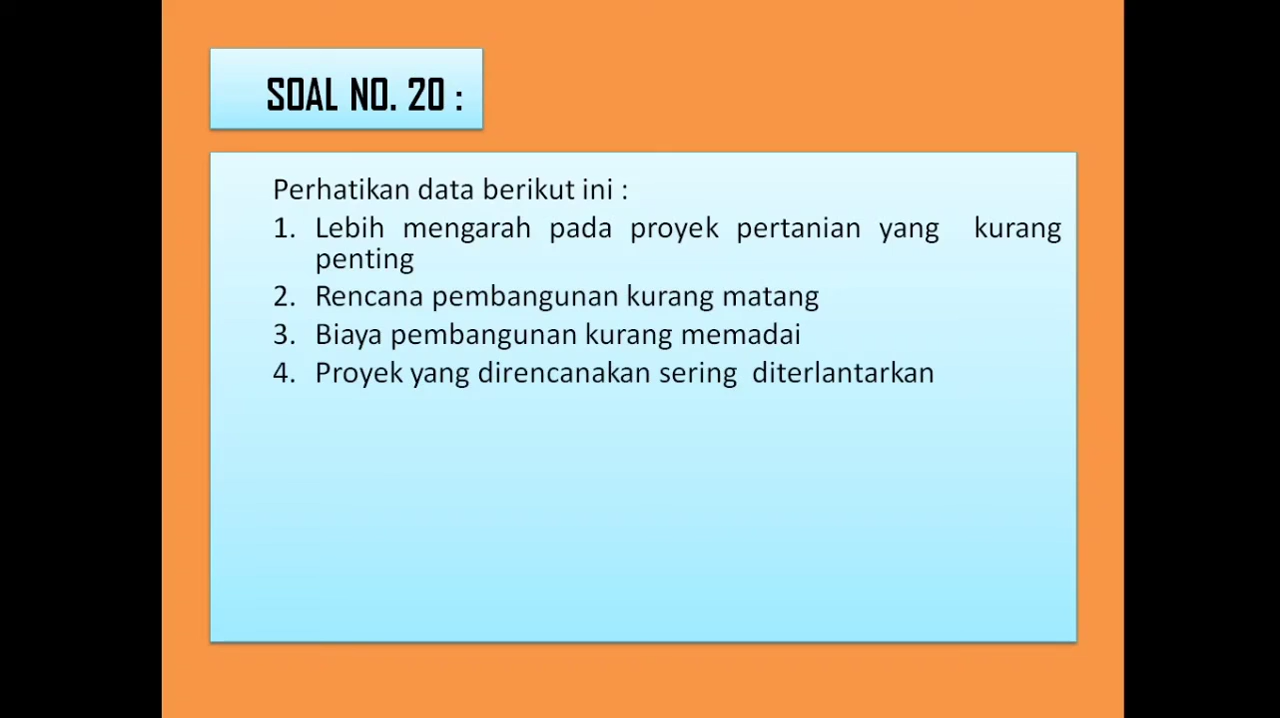 SOAL NO. 20 :
Perhatikan data berikut ini :
1. Lebih mengarah pada proyek pertanian yang kurang
penting
2. Rencana pembangunan kurang matang
3. Biaya pembangunan kurang memadai
4. Proyek yang direncanakan sering diterlantarkan